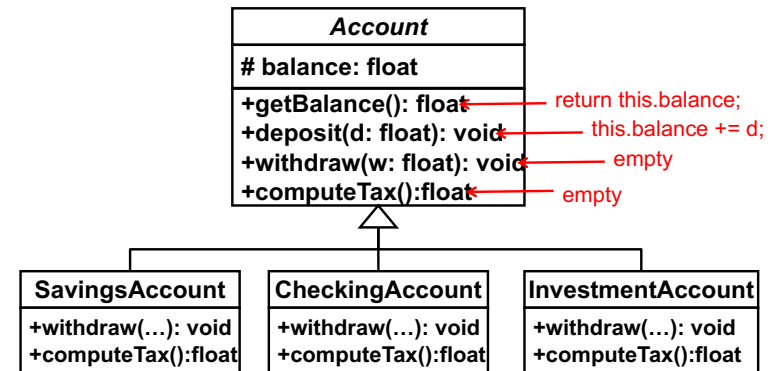 Account
# balance: float
+getBalance(): float return this.balance;
+deposit(d: float): void this.balance += d;
+withdraw(w: float): void empty
+computeTax():float empty
SavingsAccount CheckingAccount InvestmentAccount
+withdraw(…): void +withdraw(…): void +withdraw(…): void
+computeTax():float +computeTax():float +computeTax():float